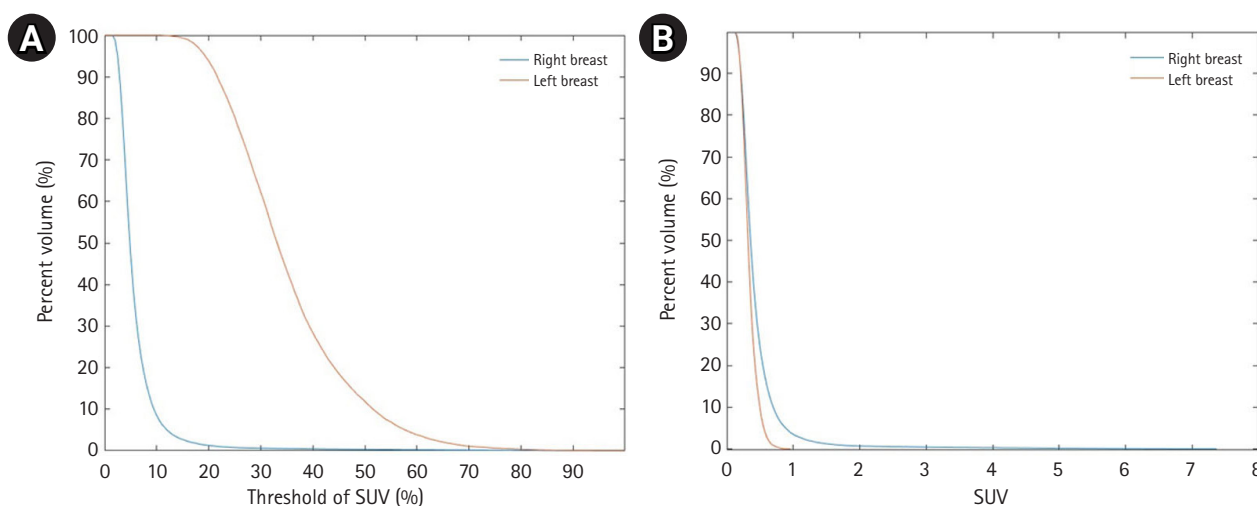 A
100
90
80
70
60
50
40
30
20
10
0
Percent volume (%)
Right breast
Left breast
0 10 20 30 40 50 60 70 80 90
Threshold of SUV (%)
B
90
80
70
60
50
40
30
20
10
0
Percent volume (%)
Right breast
Left breast
0 1 2 3 4 5 6 7 8
SUV